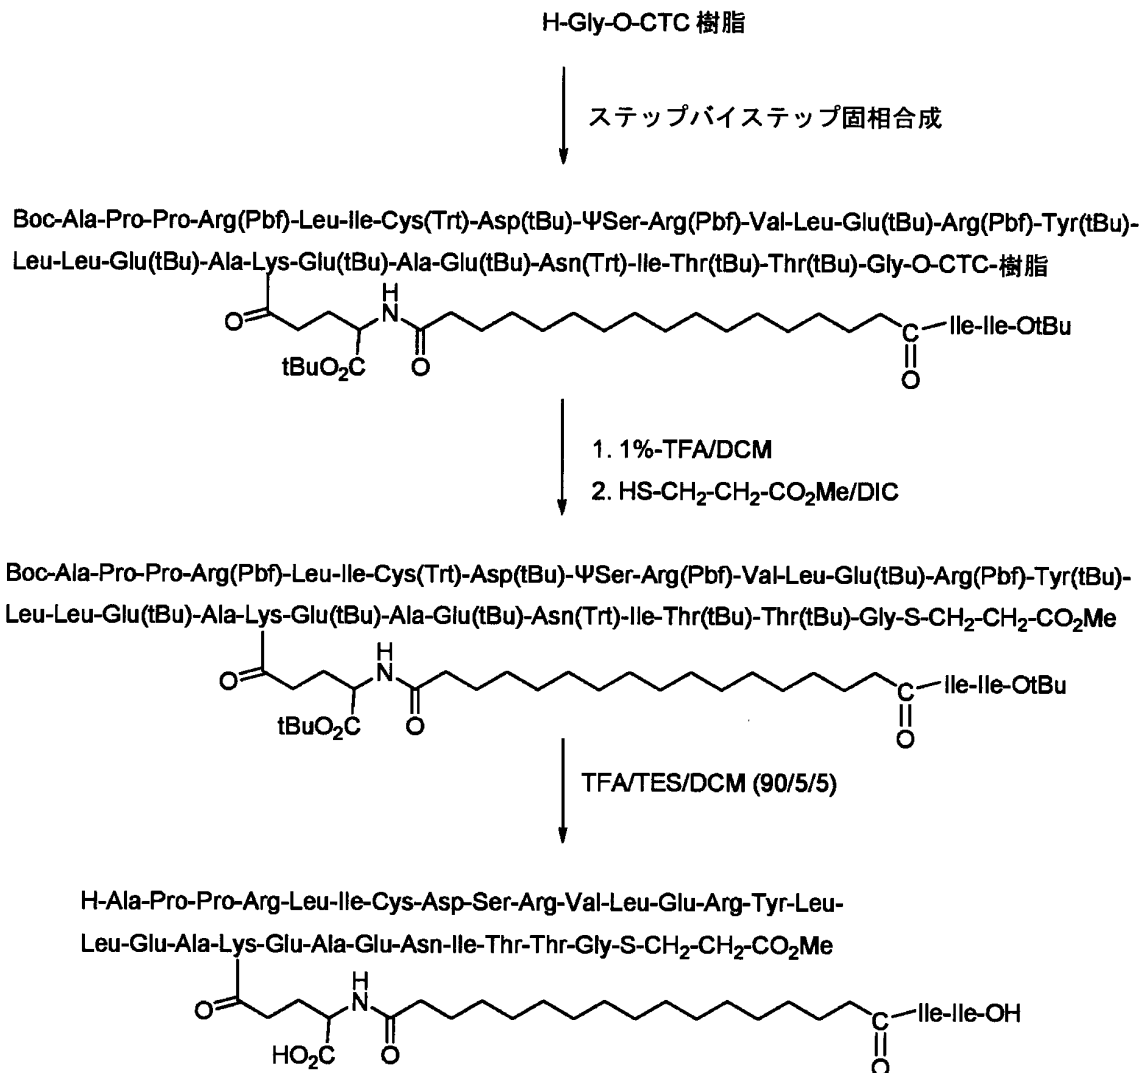 H-Gly-O-CTC 樹脂
ステップバイステップ固相合成
Boc-Ala-Pro-Pro-Arg(Pbf)-Leu-Ile-Cys(Trt)-Asp(tBu)-ΨSer-Arg(Pbf)-Val-Leu-Glu(tBu)-Arg(Pbf)-Tyr(tBu)-
Leu-Leu-Glu(tBu)-Ala-Lys-Glu(tBu)-Ala-Glu(tBu)-Asn(Trt)-Ile-Thr(tBu)-Thr(tBu)-Gly-O-CTC-樹脂
H
O N C Ile-Ile-OtBu
tBuO₂C O O
1. 1%-TFA/DCM
2. HS-CH₂-CH₂-CO₂Me/DIC
Boc-Ala-Pro-Pro-Arg(Pbf)-Leu-Ile-Cys(Trt)-Asp(tBu)-ΨSer-Arg(Pbf)-Val-Leu-Glu(tBu)-Arg(Pbf)-Tyr(tBu)-
Leu-Leu-Glu(tBu)-Ala-Lys-Glu(tBu)-Ala-Glu(tBu)-Asn(Trt)-Ile-Thr(tBu)-Thr(tBu)-Gly-S-CH₂-CH₂-CO₂Me
H
O N C Ile-Ile-OtBu
tBuO₂C O O
TFA/TES/DCM (90/5/5)
H-Ala-Pro-Pro-Arg-Leu-Ile-Cys-Asp-Ser-Arg-Val-Leu-Glu-Arg-Tyr-Leu-
Leu-Glu-Ala-Lys-Glu-Ala-Glu-Asn-Ile-Thr-Thr-Gly-S-CH₂-CH₂-CO₂Me
H
O N C Ile-Ile-OH
HO₂C O O